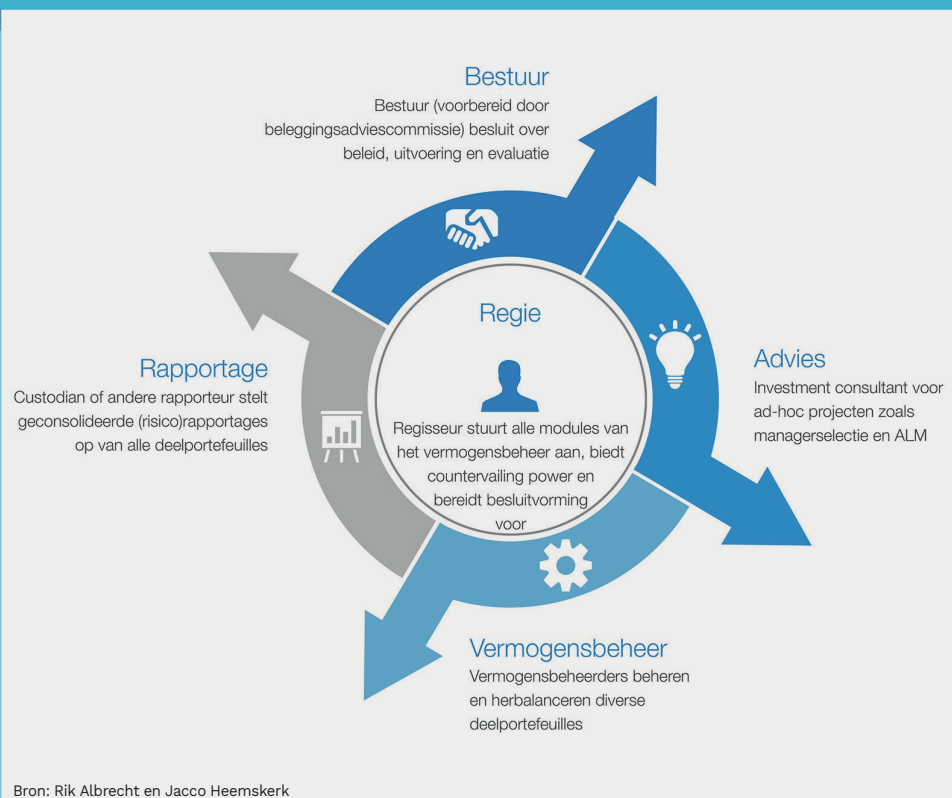 Bestuur
Bestuur (voorbereid door
beleggingsadviescommissie) besluit over
beleid, uitvoering en evaluatie
Regie
Regisseur stuurt alle modules van
het vermogensbeheer aan, biedt
countervailing power en
bereidt besluitvorming
voor
Advies
Investment consultant voor
ad-hoc projecten zoals
managerselectie en ALM
Rapportage
Custodian of andere rapporteur stelt
geconsolideerde (risico)rapportages
op van alle deelportefeuilles
Vermogensbeheer
Vermogensbeheerders beheren
en herbalanceren diverse
deelportefeuilles
Bron: Rik Albrecht en Jacco Heemskerk